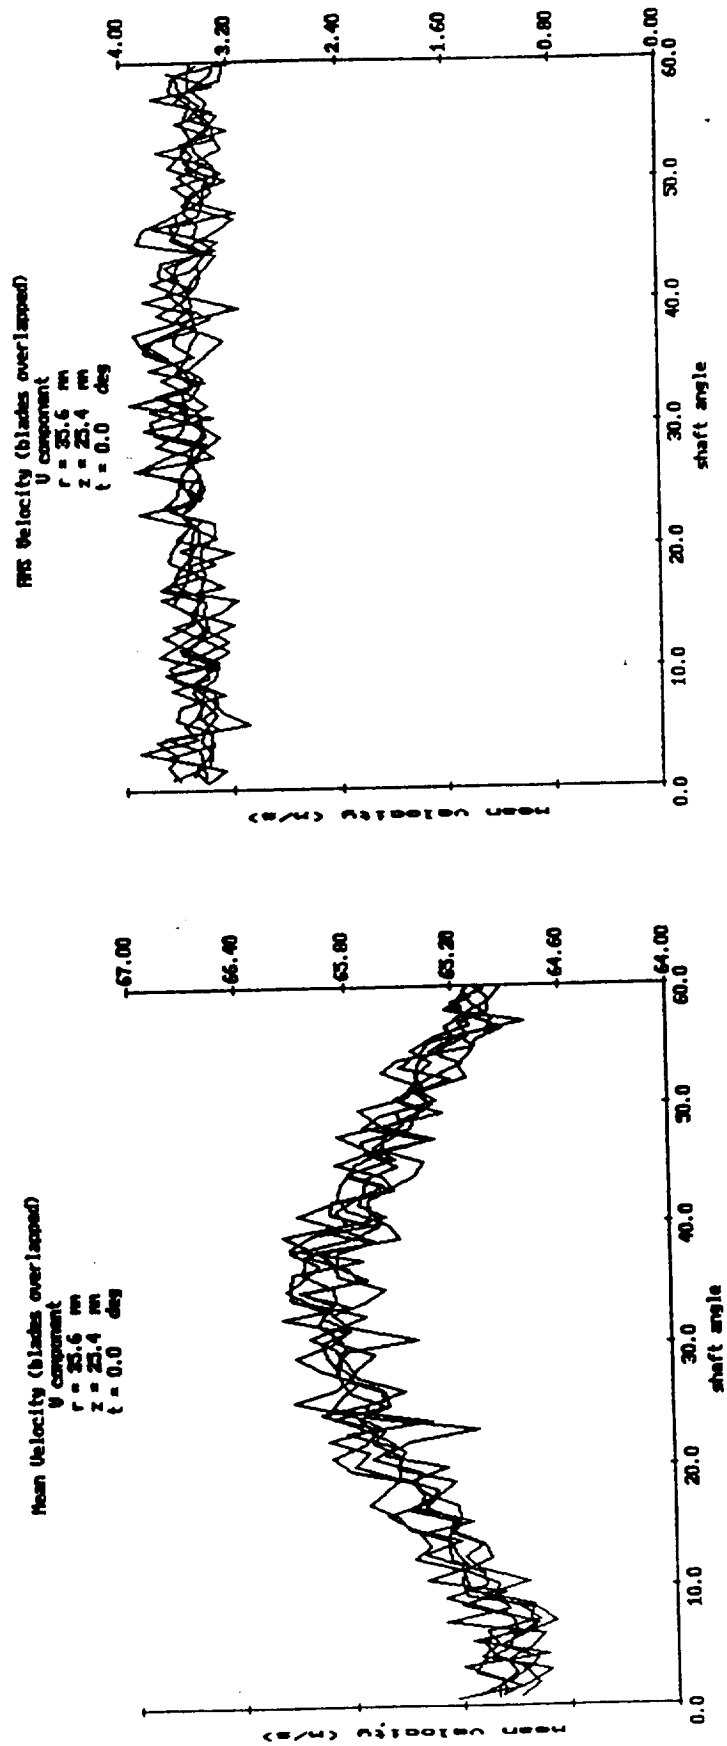 Mean Velocity (blades overlapped)
U component
r = 35.6 mm
z = 25.4 mm
t = 0.0 deg
67.00
66.40
65.80
65.20
64.60
64.00
Mean Velocity (m/s)
0.0 10.0 20.0 30.0 40.0 50.0 60.0
shaft angle
RMS Velocity (blades overlapped)
U component
r = 35.6 mm
z = 25.4 mm
t = 0.0 deg
4.00
3.20
2.40
1.60
0.80
0.00
Mean Velocity (m/s)
0.0 10.0 20.0 30.0 40.0 50.0 60.0
shaft angle